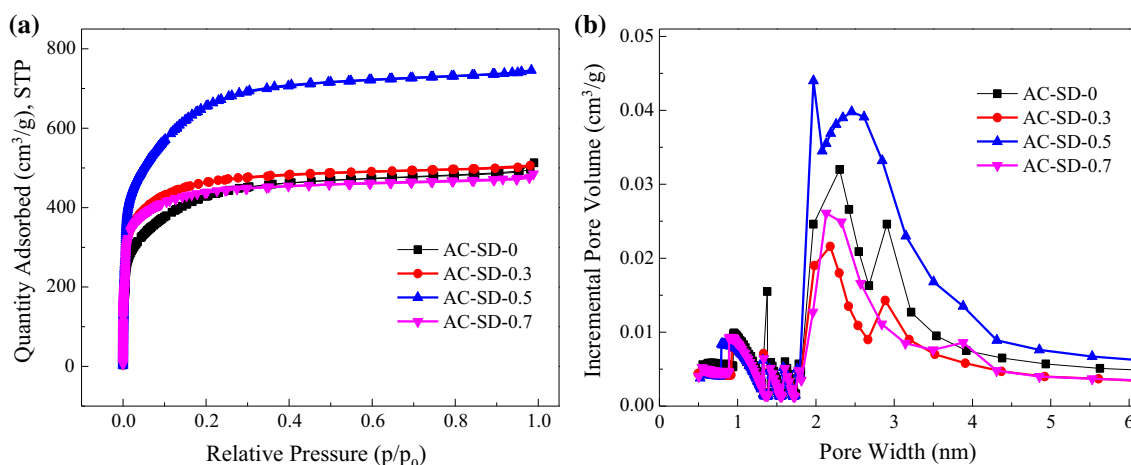 (a)
Quantity Adsorbed (cm³/g), STP
800
600
400
200
0
0.0 0.2 0.4 0.6 0.8 1.0
Relative Pressure (p/p₀)
AC-SD-0
AC-SD-0.3
AC-SD-0.5
AC-SD-0.7
(b)
Incremental Pore Volume (cm³/g)
0.05
0.04
0.03
0.02
0.01
0.00
0 1 2 3 4 5 6
Pore Width (nm)
AC-SD-0
AC-SD-0.3
AC-SD-0.5
AC-SD-0.7